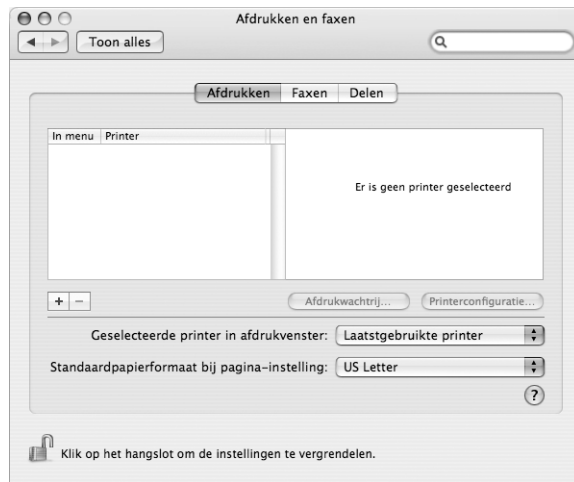 Afdrukken en faxen
Toon alles
Afdrukken Faxen Delen
In menu Printer
Er is geen printer geselecteerd
+ −
Afdrukwachtrij... Printerconfiguratie...
Geselecteerde printer in afdrukvenster: Laatstgebruikte printer
Standaardpapierformaat bij pagina-instelling: US Letter
?
Klik op het hangslot om de instellingen te vergrendelen.